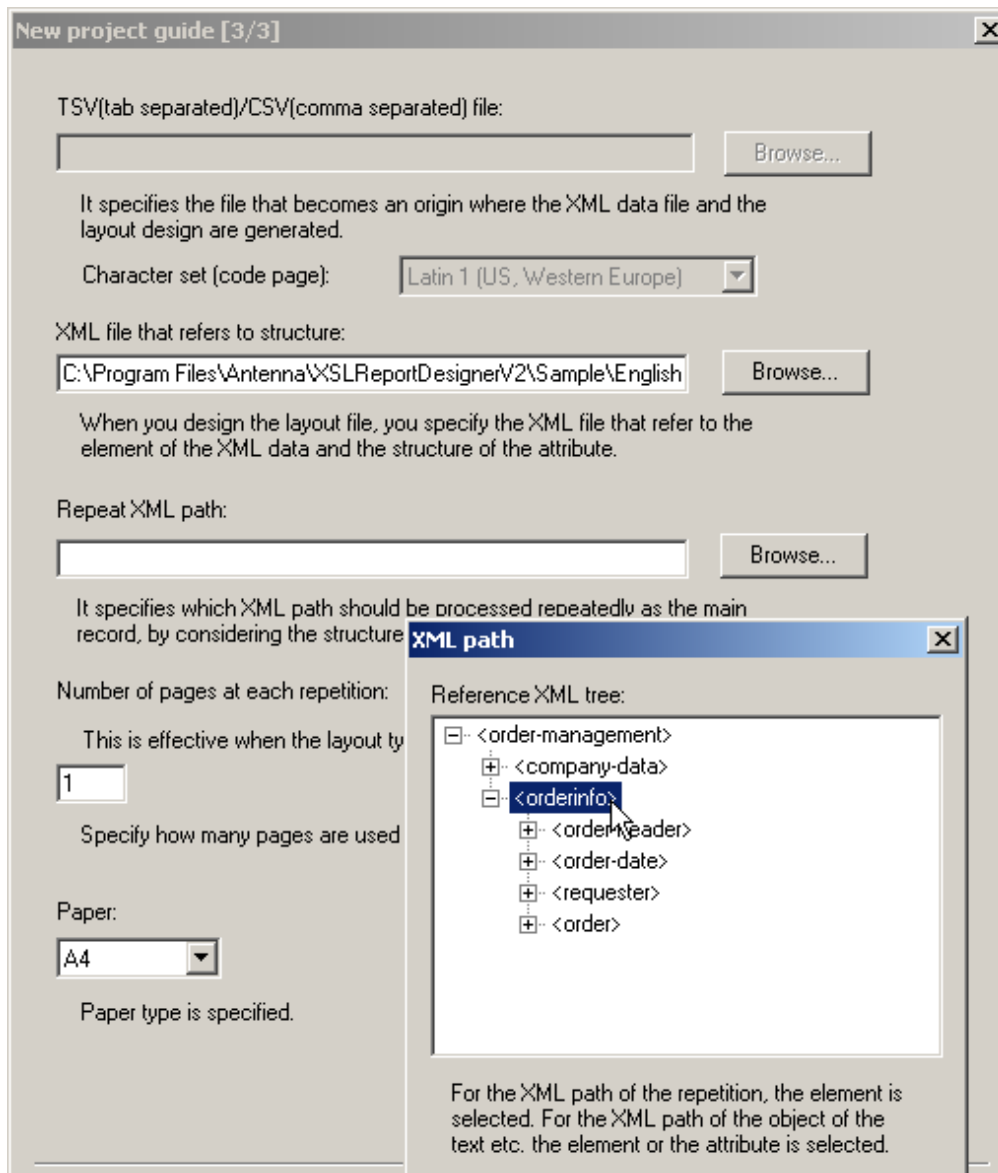 New project guide [3/3]
TSV(tab separated)/CSV(comma separated) file:
Browse...
It specifies the file that becomes an origin where the XML data file and the
layout design are generated.
Character set (code page):
Latin 1 (US, Western Europe)
XML file that refers to structure:
C:\Program Files\Antenna\XSLReportDesignerV2\Sample\English
Browse...
When you design the layout file, you specify the XML file that refer to the
element of the XML data and the structure of the attribute.
Repeat XML path:
Browse...
It specifies which XML path should be processed repeatedly as the main
record, by considering the structure
Number of pages at each repetition:
This is effective when the layout ty
1
Specify how many pages are used
Paper:
A4
Paper type is specified.
XML path
Reference XML tree:
<order-management>
<company-data>
<orderinfo>
<order-header>
<order-date>
<requester>
<order>
For the XML path of the repetition, the element is
selected. For the XML path of the object of the
text etc. the element or the attribute is selected.